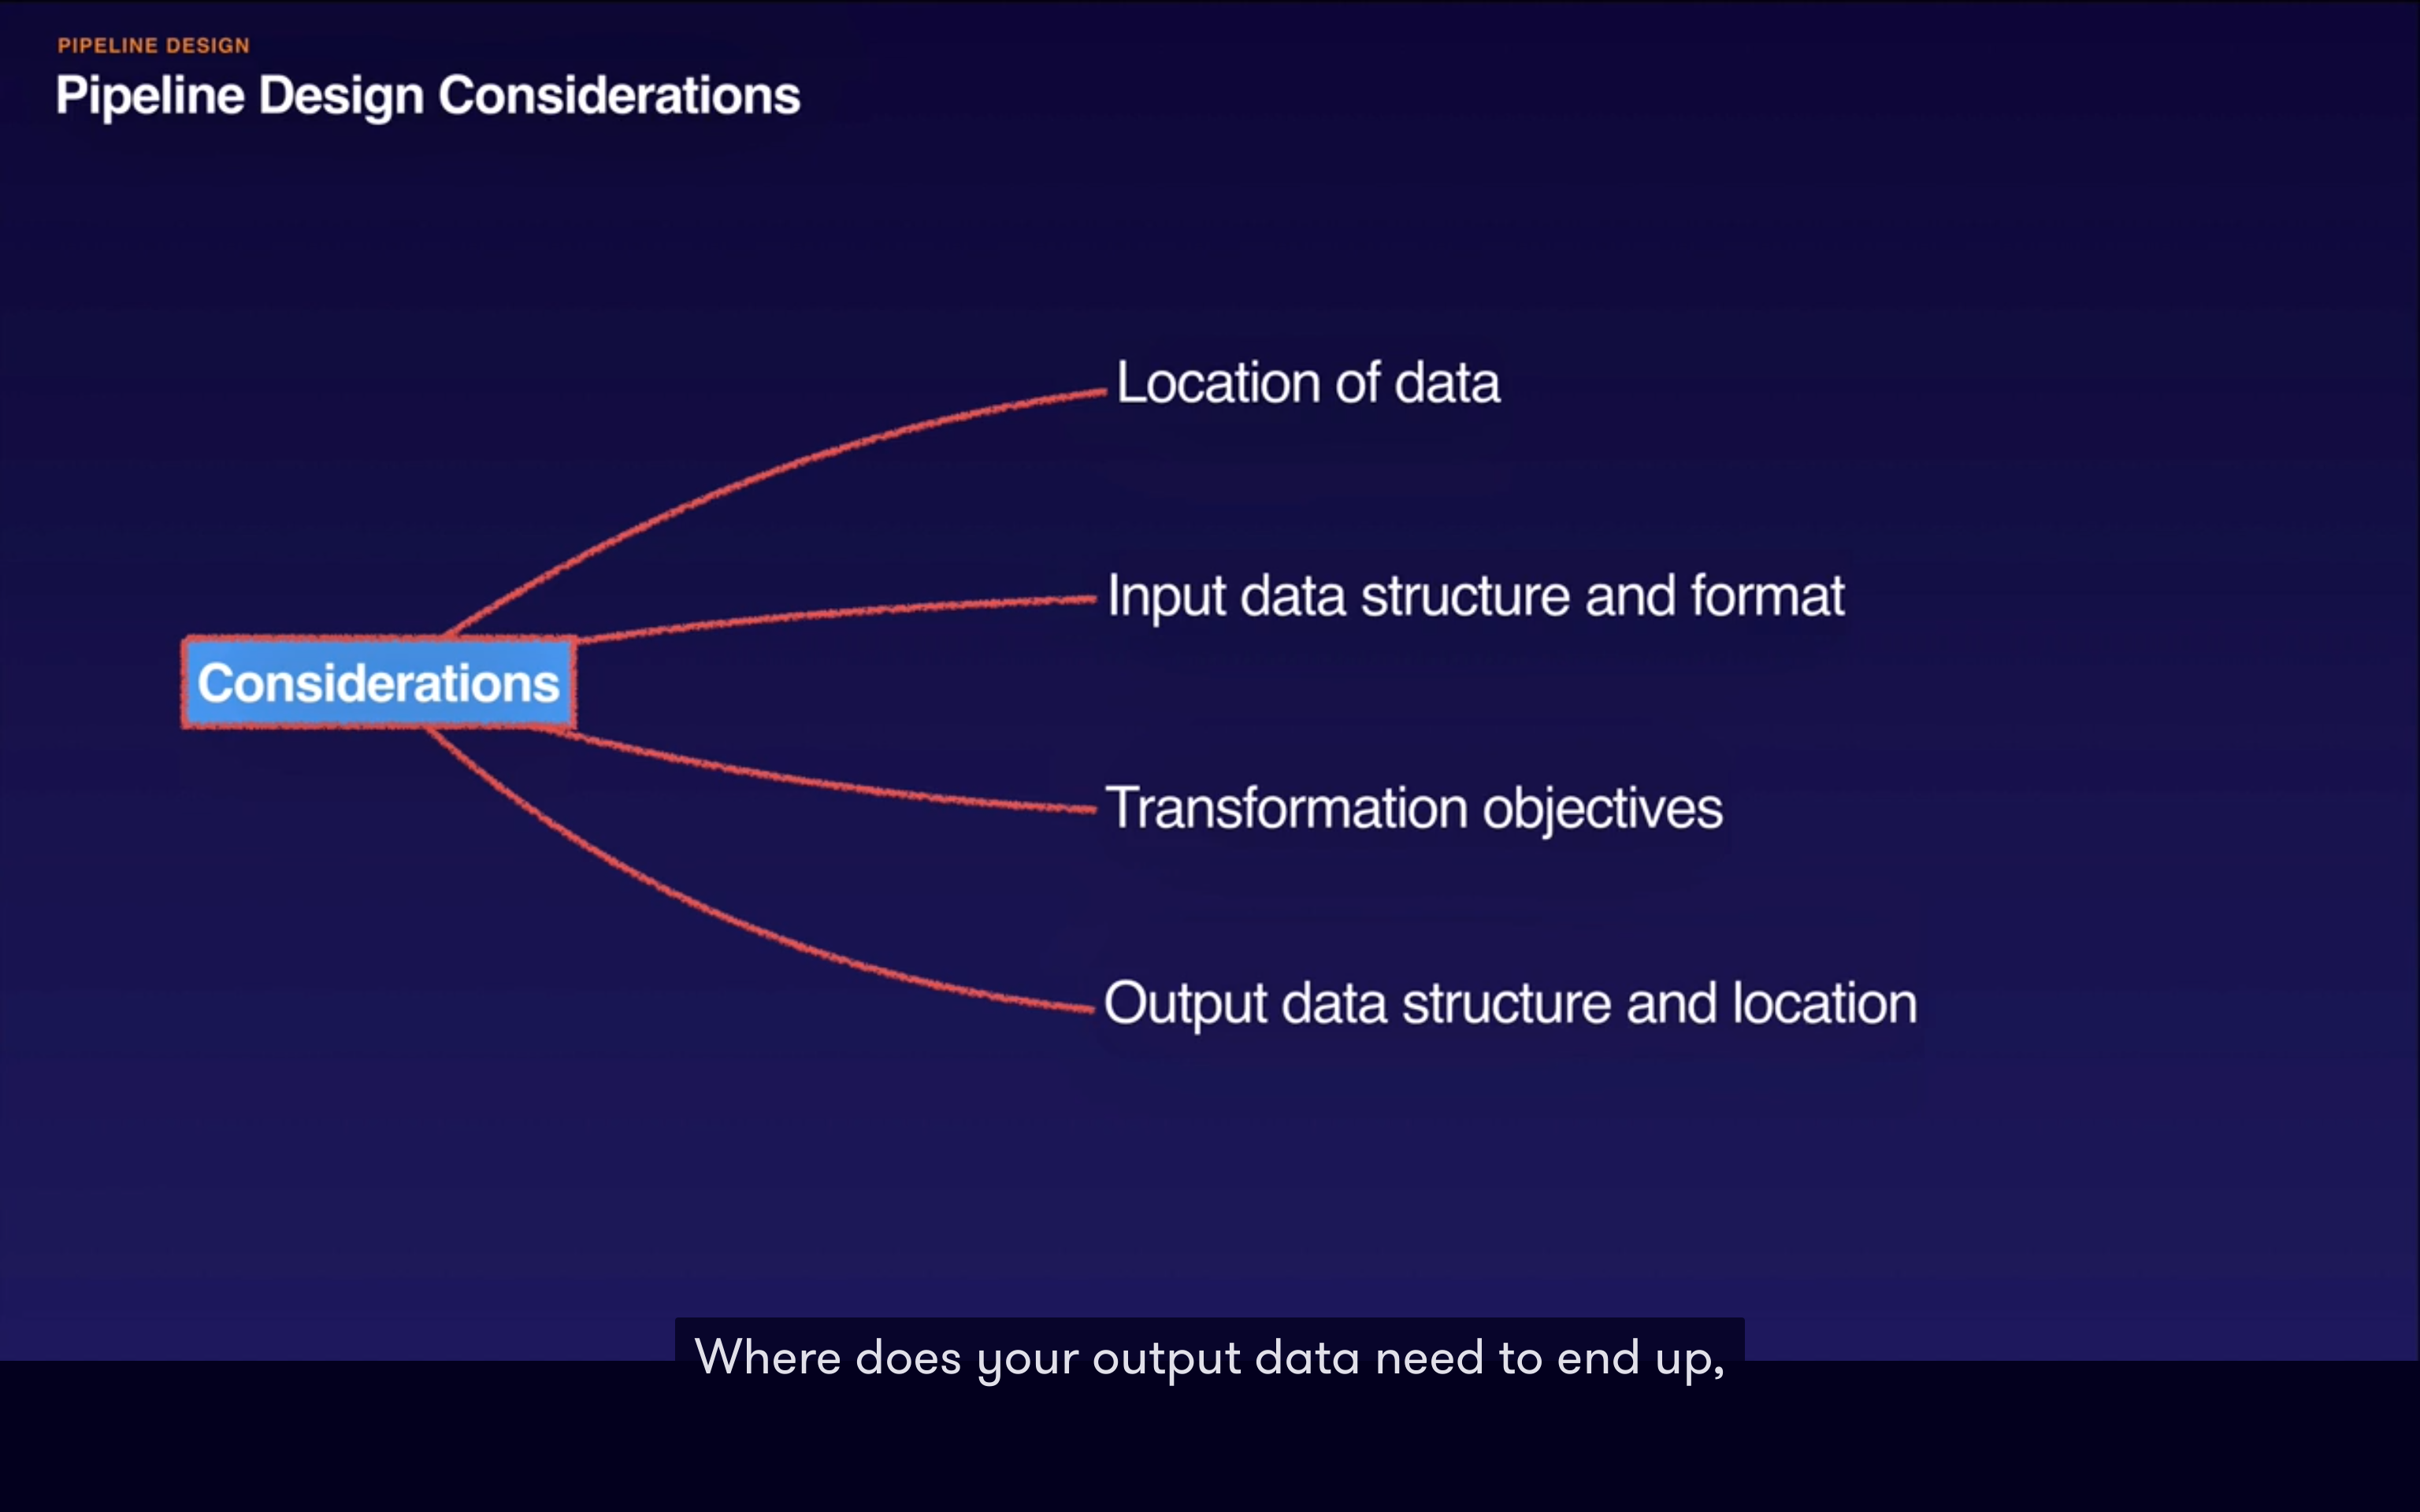 PIPELINE DESIGN
Pipeline Design Considerations
Location of data
Input data structure and format
Considerations
Transformation objectives
Output data structure and location
Where does your output data need to end up,